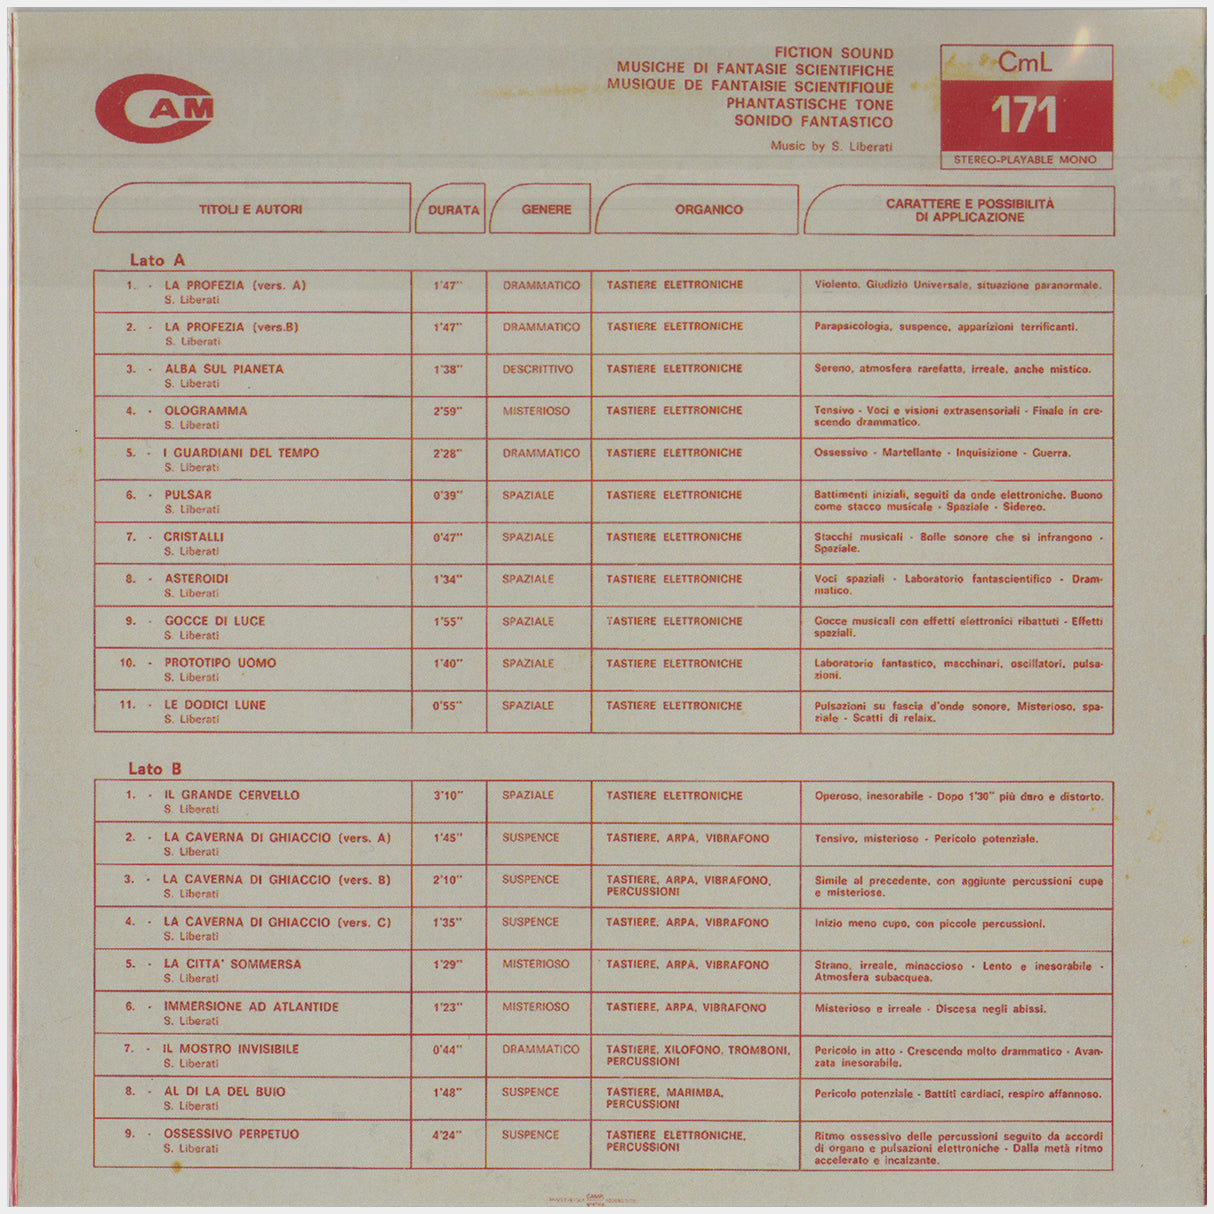 CAM
FICTION SOUND
MUSICHE DI FANTASIE SCIENTIFICHE
MUSIQUE DE FANTAISIE SCIENTIFIQUE
PHANTASTISCHE TONE
SONIDO FANTASTICO
Music by S. Liberati
CmL
171
STEREO-PLAYABLE MONO
TITOLI E AUTORI DURATA GENERE ORGANICO CARATTERE E POSSIBILITÀ
DI APPLICAZIONE
Lato A
1. - LA PROFEZIA (vers. A) 1'47" DRAMMATICO TASTIERE ELETTRONICHE Violento. Giudizio Universale, situazione paranormale.
S. Liberati
2. - LA PROFEZIA (vers.B) 1'47" DRAMMATICO TASTIERE ELETTRONICHE Parapsicologia, suspence, apparizioni terrificanti.
S. Liberati
3. - ALBA SUL PIANETA 1'38" DESCRITTIVO TASTIERE ELETTRONICHE Sereno, atmosfera rarefatta, irreale, anche mistico.
S. Liberati
4. - OLOGRAMMA 2'59" MISTERIOSO TASTIERE ELETTRONICHE Tensivo - Voci e visioni extrasensoriali - Finale in cre-
S. Liberati scendo drammatico.
5. - I GUARDIANI DEL TEMPO 2'28" DRAMMATICO TASTIERE ELETTRONICHE Ossessivo - Martellante - Inquisizione - Guerra.
S. Liberati
6. - PULSAR 0'39" SPAZIALE TASTIERE ELETTRONICHE Battimenti iniziali, seguiti da onde elettroniche. Buono
S. Liberati come stacco musicale - Spaziale - Sidereo.
7. - CRISTALLI 0'47" SPAZIALE TASTIERE ELETTRONICHE Stacchi musicali - Bolle sonore che si infrangono -
S. Liberati Spaziale.
8. - ASTEROIDI 1'34" SPAZIALE TASTIERE ELETTRONICHE Voci spaziali - Laboratorio fantascientifico - Dram-
S. Liberati matico.
9. - GOCCE DI LUCE 1'55" SPAZIALE TASTIERE ELETTRONICHE Gocce musicali con effetti elettronici ribattuti - Effetti
S. Liberati spaziali.
10. - PROTOTIPO UOMO 1'40" SPAZIALE TASTIERE ELETTRONICHE Laboratorio fantastico, macchinari, oscillatori, pulsa-
S. Liberati zioni.
11. - LE DODICI LUNE 0'55" SPAZIALE TASTIERE ELETTRONICHE Pulsazioni su fascia d'onde sonore. Misterioso, spa-
S. Liberati ziale - Scatti di relaix.
Lato B
1. - IL GRANDE CERVELLO 3'10" SPAZIALE TASTIERE ELETTRONICHE Operoso, inesorabile - Dopo 1'30" più duro e distorto.
S. Liberati
2. - LA CAVERNA DI GHIACCIO (vers. A) 1'45" SUSPENCE TASTIERE, ARPA, VIBRAFONO Tensivo, misterioso - Pericolo potenziale.
S. Liberati
3. - LA CAVERNA DI GHIACCIO (vers. B) 2'10" SUSPENCE TASTIERE, ARPA, VIBRAFONO, Simile al precedente, con aggiunte percussioni cupe
S. Liberati PERCUSSIONI e misteriose.
4. - LA CAVERNA DI GHIACCIO (vers. C) 1'35" SUSPENCE TASTIERE, ARPA, VIBRAFONO Inizio meno cupo, con piccole percussioni.
S. Liberati
5. - LA CITTA' SOMMERSA 1'29" MISTERIOSO TASTIERE, ARPA, VIBRAFONO Strano, irreale, minaccioso - Lento e inesorabile -
S. Liberati Atmosfera subacquea.
6. - IMMERSIONE AD ATLANTIDE 1'23" MISTERIOSO TASTIERE, ARPA, VIBRAFONO Misterioso e irreale - Discesa negli abissi.
S. Liberati
7. - IL MOSTRO INVISIBILE 0'44" DRAMMATICO TASTIERE, XILOFONO, TROMBONI, Pericolo in atto - Crescendo molto drammatico - Avan-
S. Liberati PERCUSSIONI zata inesorabile.
8. - AL DI LA DEL BUIO 1'48" SUSPENCE TASTIERE, MARIMBA, Pericolo potenziale - Battiti cardiaci, respiro affannoso.
S. Liberati PERCUSSIONI
9. - OSSESSIVO PERPETUO 4'24" SUSPENCE TASTIERE ELETTRONICHE, Ritmo ossessivo delle percussioni seguito da accordi
S. Liberati PERCUSSIONI di organo e pulsazioni elettroniche - Dalla metà ritmo
accelerato e incalzante.